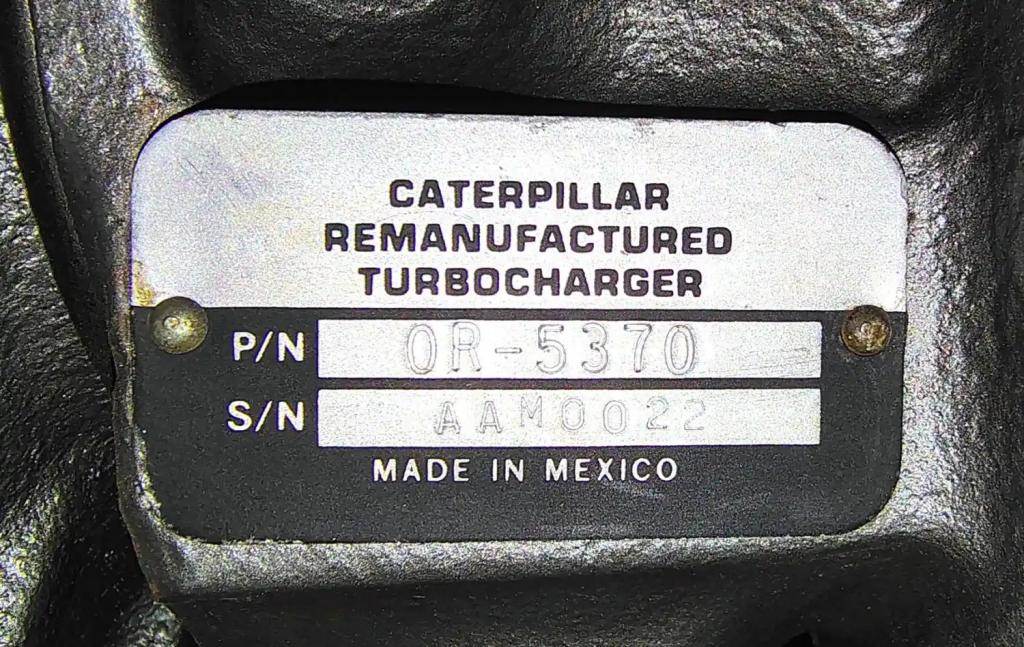 CATERPILLAR
REMANUFACTURED
TURBOCHARGER
P/N 0R-5370
S/N AAM0022
MADE IN MEXICO